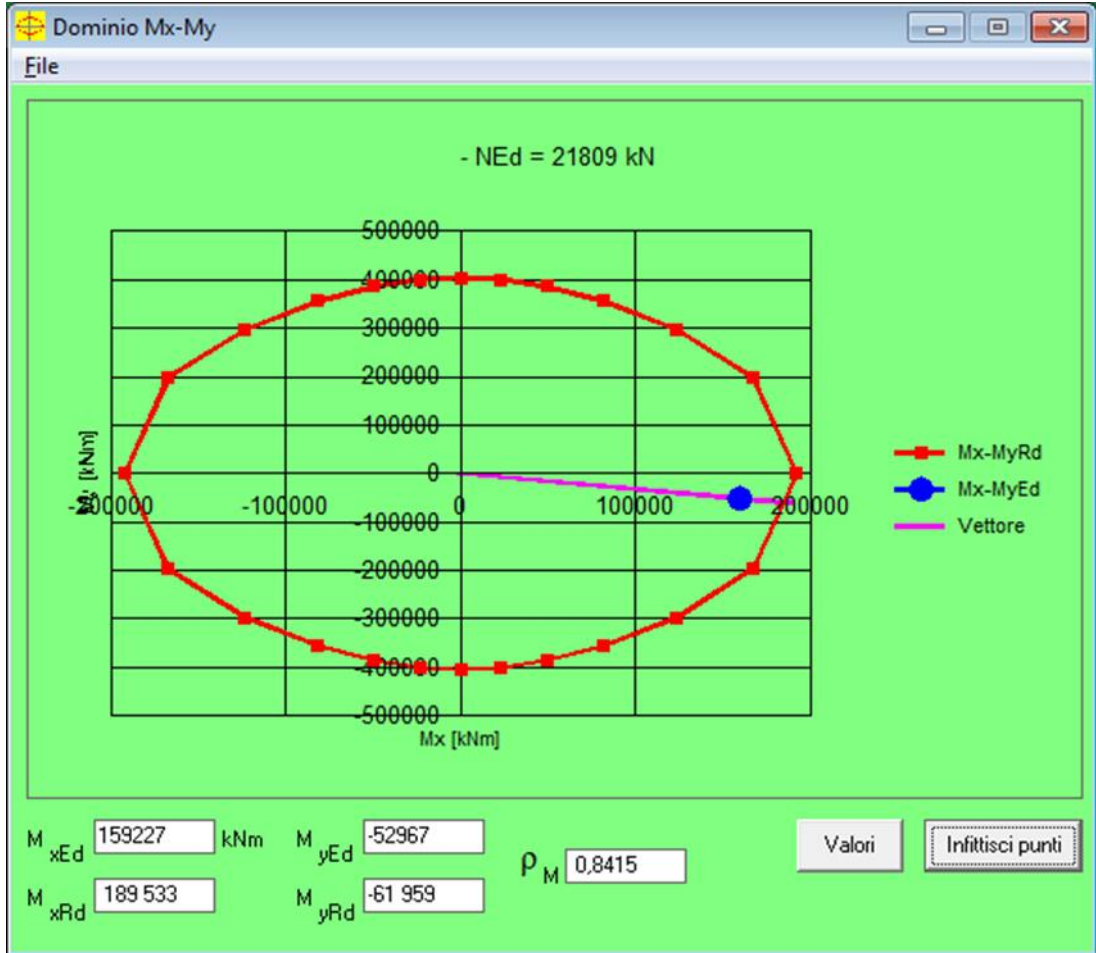 Dominio Mx-My
File
- NEd = 21809 kN
500000
400000
300000
200000
100000
0
-100000
-200000
-300000
-400000
-500000
[kNm]
-200000 -100000 0 100000 200000
Mx [kNm]
Mx-MyRd
Mx-MyEd
Vettore
M xEd 159227 kNm M yEd -52967
M xRd 189 533 M yRd -61 959
ρ M 0,8415
Valori
Infittisci punti